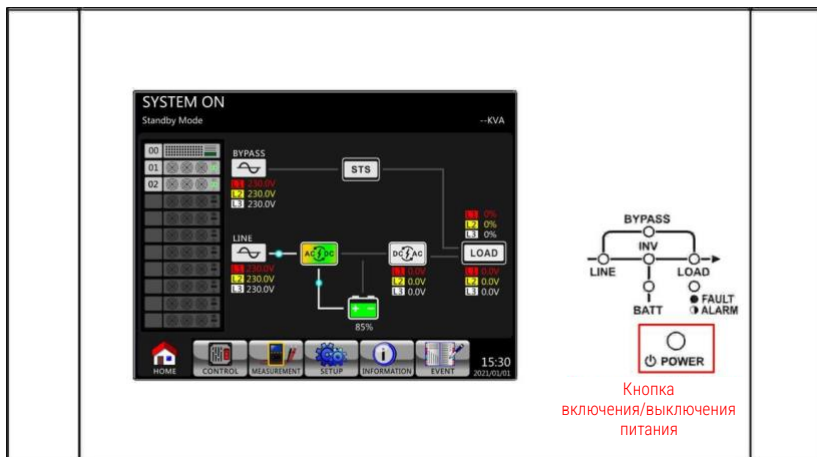 SYSTEM ON
Standby Mode
--KVA
00
01
02
BYPASS
L1 230.0V
L2 230.0V
L3 230.0V
STS
L1 0%
L2 0%
L3 0%
LINE
L1 230.0V
L2 230.0V
L3 230.0V
AC DC
DC AC
L1 0.0V
L2 0.0V
L3 0.0V
LOAD
L1 0.0V
L2 0.0V
L3 0.0V
85%
HOME
CONTROL
MEASUREMENT
SETUP
INFORMATION
EVENT
15:30
2021/01/01
BYPASS
INV
LINE
LOAD
BATT
FAULT
ALARM
POWER
Кнопка
включения/выключения
питания